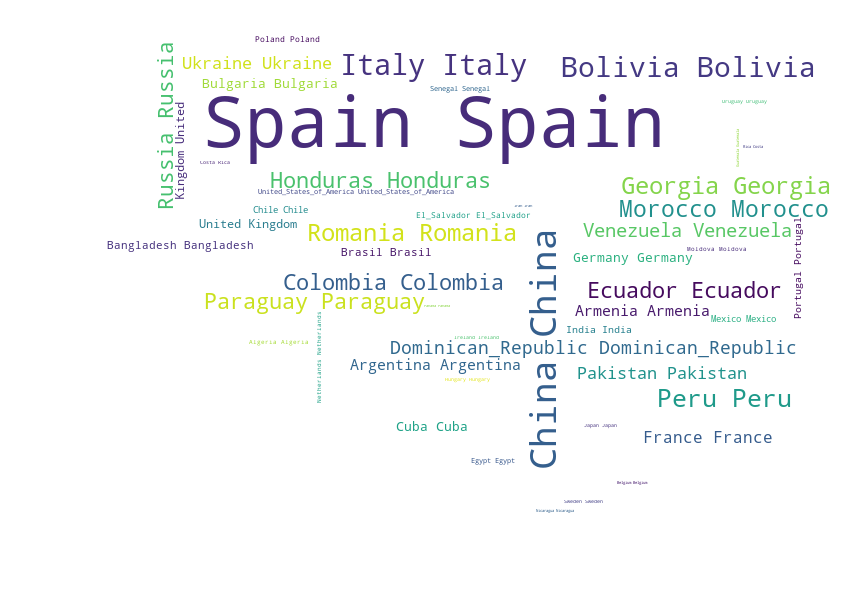 Poland Poland
Ukraine Ukraine
Italy Italy
Bolivia Bolivia
Bulgaria Bulgaria
Senegal Senegal
Russia Russia
Spain Spain
Uruguay Uruguay
Kingdom United
Costa Rica
Honduras Honduras
United_States_of_America United_States_of_America
Georgia Georgia
Chile Chile
El_Salvador El_Salvador
Morocco Morocco
United Kingdom
Romania Romania
Venezuela Venezuela
Bangladesh Bangladesh
Brasil Brasil
Moldova Moldova
Germany Germany
Portugal Portugal
Colombia Colombia
China China
Ecuador Ecuador
Paraguay Paraguay
Armenia Armenia
Mexico Mexico
India India
Netherlands Netherlands
Algeria Algeria
Ireland Ireland
Dominican_Republic Dominican_Republic
Argentina Argentina
Pakistan Pakistan
Hungary Hungary
Peru Peru
Cuba Cuba
Japan Japan
France France
Egypt Egypt
Belgium Belgium
Sweden Sweden
Nicaragua Nicaragua